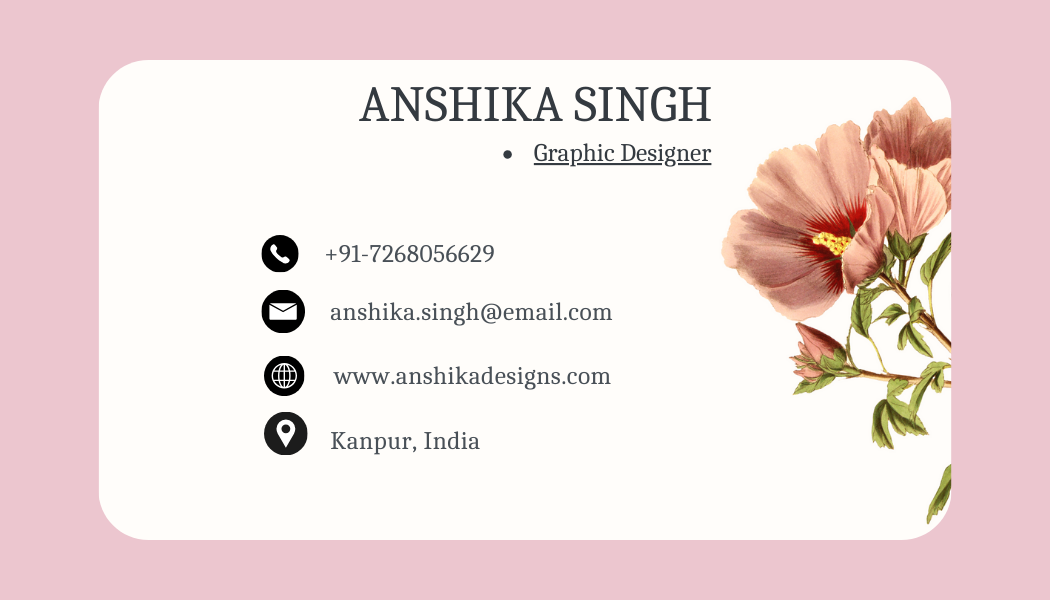 ANSHIKA SINGH
• Graphic Designer
+91-7268056629
anshika.singh@email.com
www.anshikadesigns.com
Kanpur, India